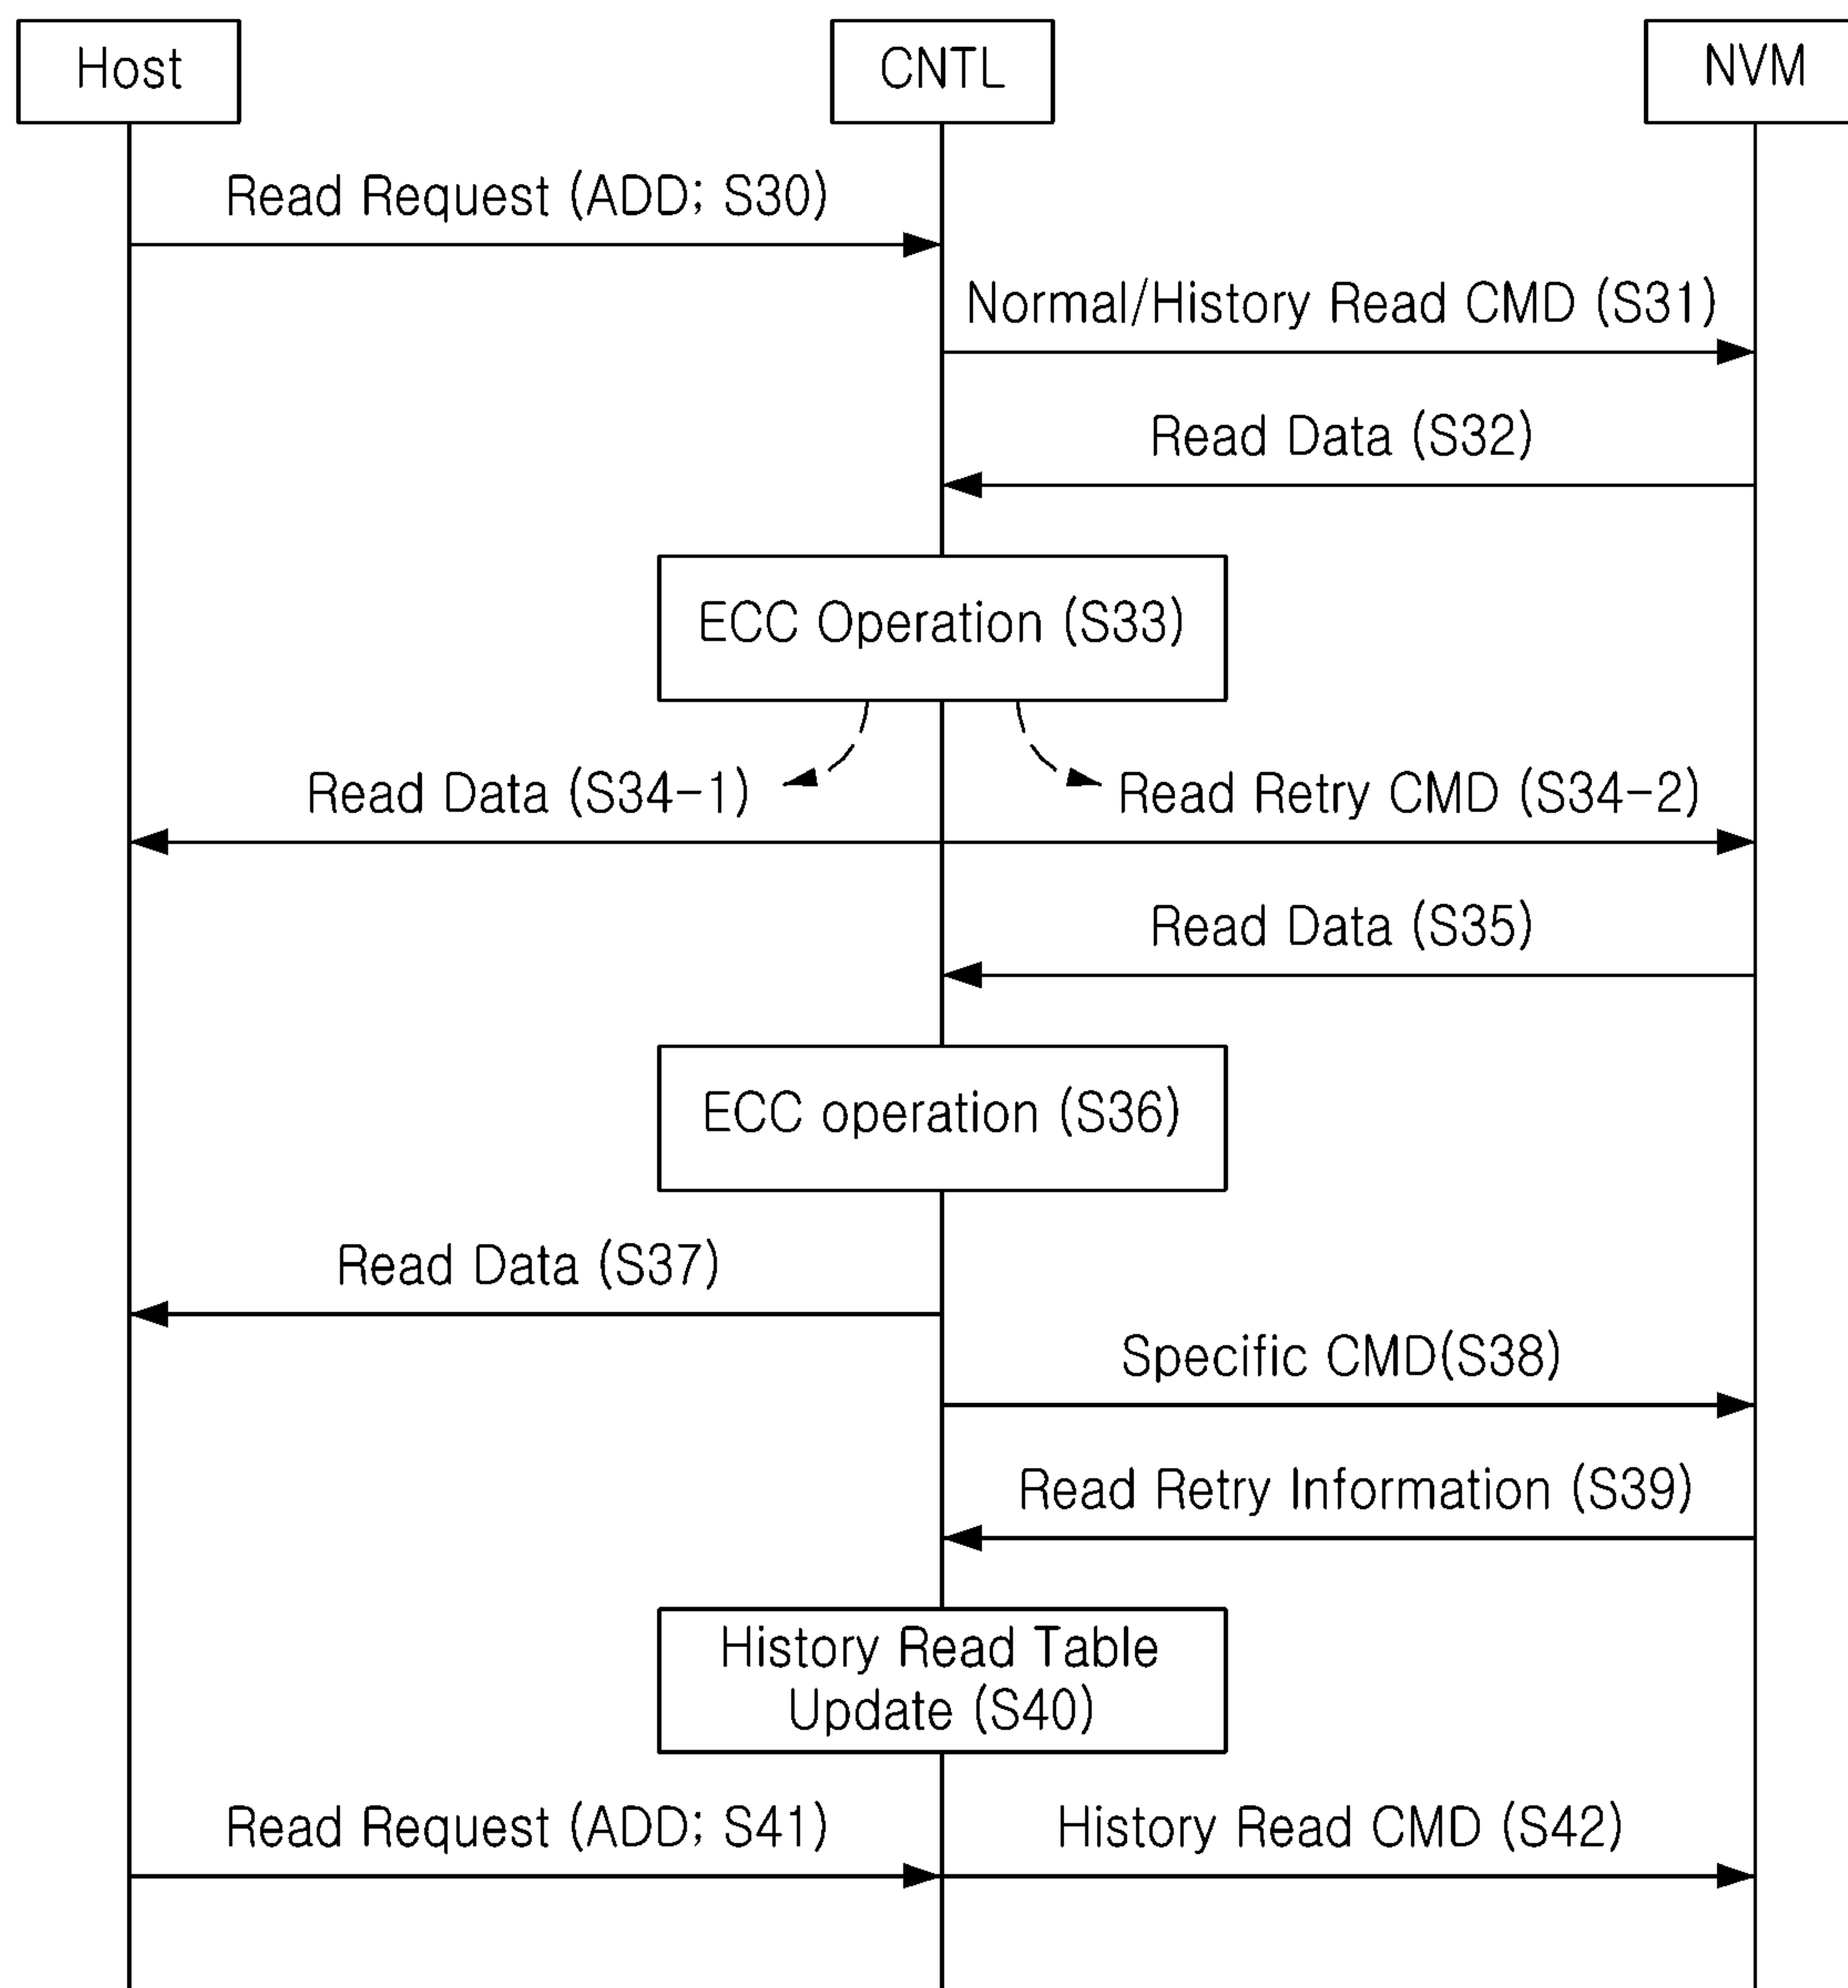 Host
CNTL
NVM
Read Request (ADD; S30)
Normal/History Read CMD (S31)
Read Data (S32)
ECC Operation (S33)
Read Data (S34-1)
Read Retry CMD (S34-2)
Read Data (S35)
ECC operation (S36)
Read Data (S37)
Specific CMD(S38)
Read Retry Information (S39)
History Read Table
Update (S40)
Read Request (ADD; S41)
History Read CMD (S42)